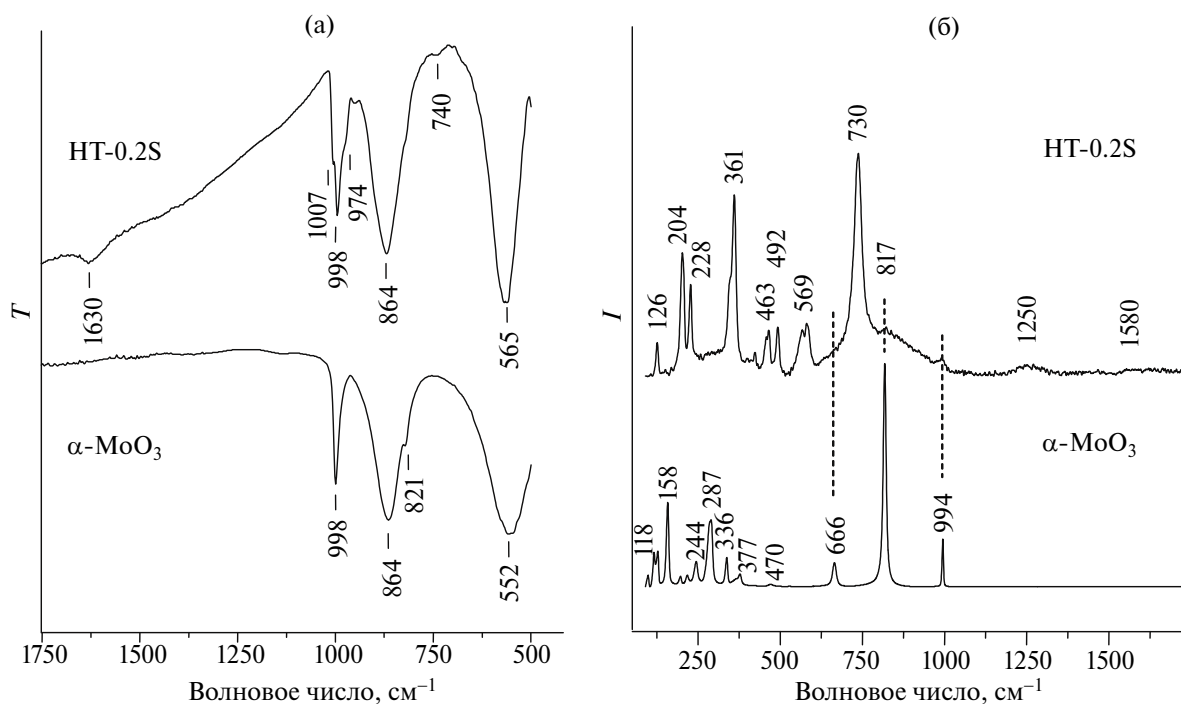 (а)
T
HT-0.2S
1630
1007
998
974
864
740
565
α-MoO₃
998
864
821
552
1750 1500 1250 1000 750 500
Волновое число, см⁻¹
(б)
I
HT-0.2S
126
204
228
361
463
492
569
730
817
1250
1580
α-MoO₃
118
158
244
287
336
377
470
666
994
250 500 750 1000 1250 1500
Волновое число, см⁻¹